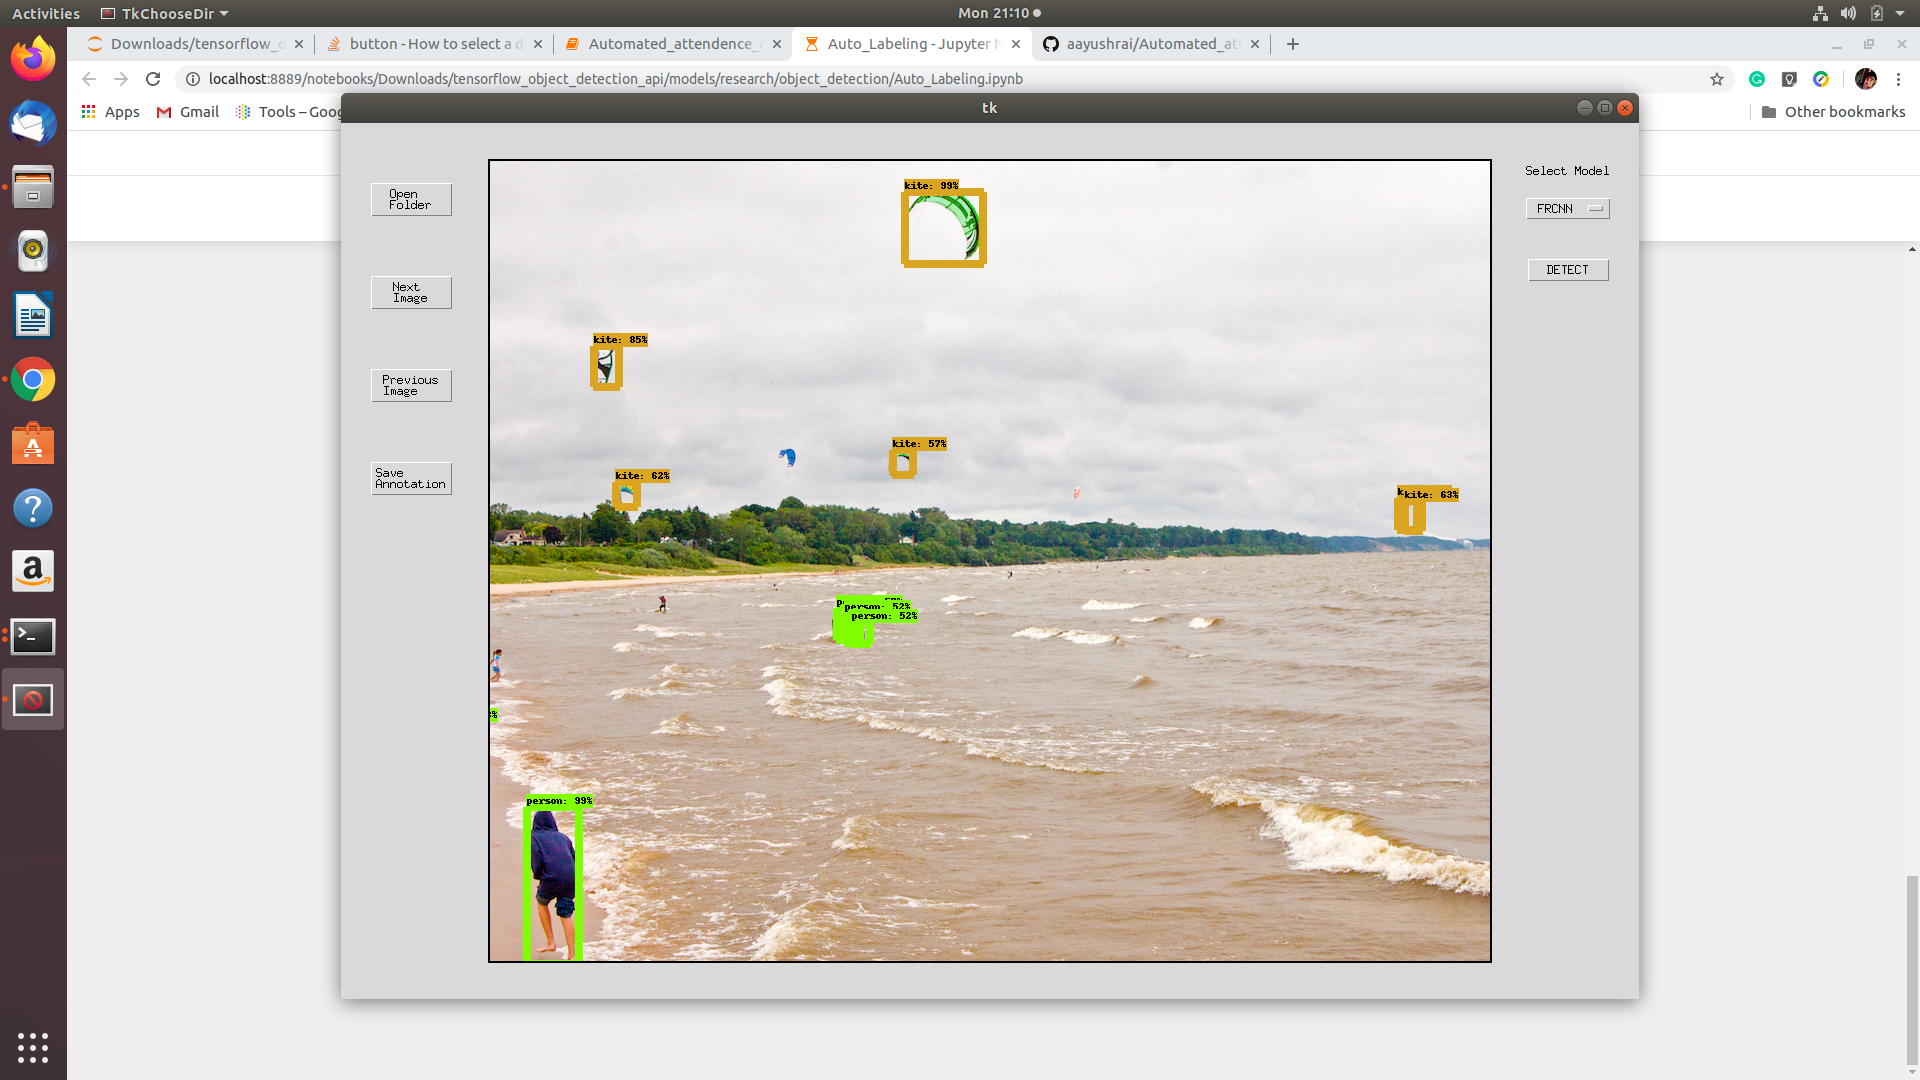 Activities
TkChooseDir
Mon 21:10
Downloads/tensorflow_o
button - How to select a d
Automated_attendence_a
Auto_Labeling - Jupyter N
aayushrai/Automated_at
localhost:8889/notebooks/Downloads/tensorflow_object_detection_api/models/research/object_detection/Auto_Labeling.ipynb
Apps
Gmail
Tools – Goog
Other bookmarks
tk
Open
Folder
Next
Image
Previous
Image
Save
Annotation
Select Model
FRCNN
DETECT
kite: 99%
kite: 85%
kite: 57%
kite: 62%
kite: 63%
person: 52%
person: 52%
person: 99%